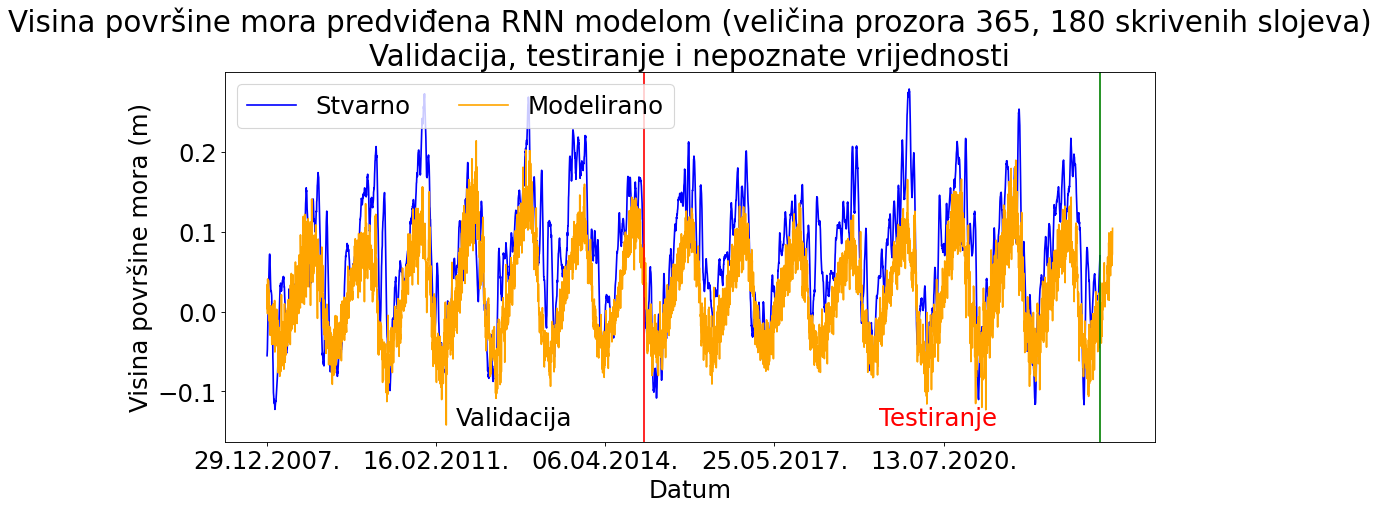 Visina površine mora predviđena RNN modelom (veličina prozora 365, 180 skrivenih slojeva)
Validacija, testiranje i nepoznate vrijednosti
Stvarno
Modelirano
Visina površine mora (m)
0.2
0.1
0.0
−0.1
Validacija
Testiranje
29.12.2007.
16.02.2011.
06.04.2014.
25.05.2017.
13.07.2020.
Datum